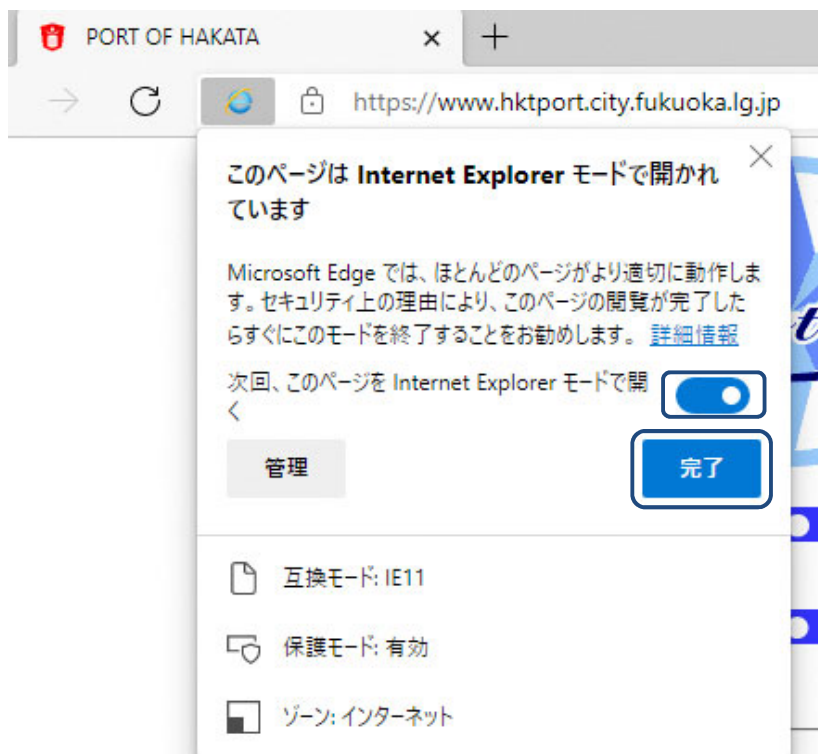 PORT OF HAKATA
https://www.hktport.city.fukuoka.lg.jp
このページは Internet Explorer モードで開かれ
ています
Microsoft Edge では、ほとんどのページがより適切に動作しま
す。セキュリティ上の理由により、このページの閲覧が完了した
らすぐにこのモードを終了することをお勧めします。 詳細情報
次回、このページを Internet Explorer モードで開
く
管理
完了
互換モード: IE11
保護モード: 有効
ゾーン: インターネット